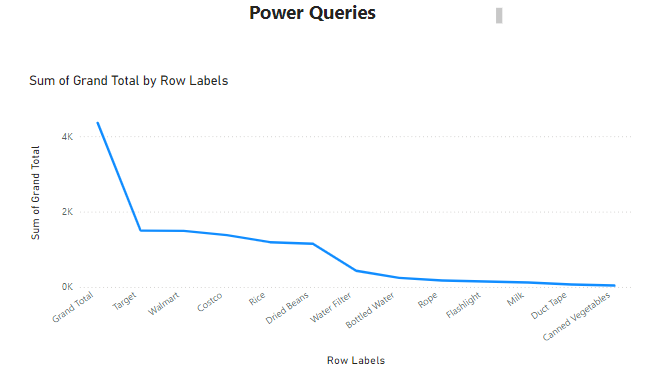 Power Queries
Sum of Grand Total by Row Labels
Sum of Grand Total
4K
2K
0K
Grand Total
Target
Walmart
Costco
Rice
Dried Beans
Water Filter
Bottled Water
Rope
Flashlight
Milk
Duct Tape
Canned Vegetables
Row Labels